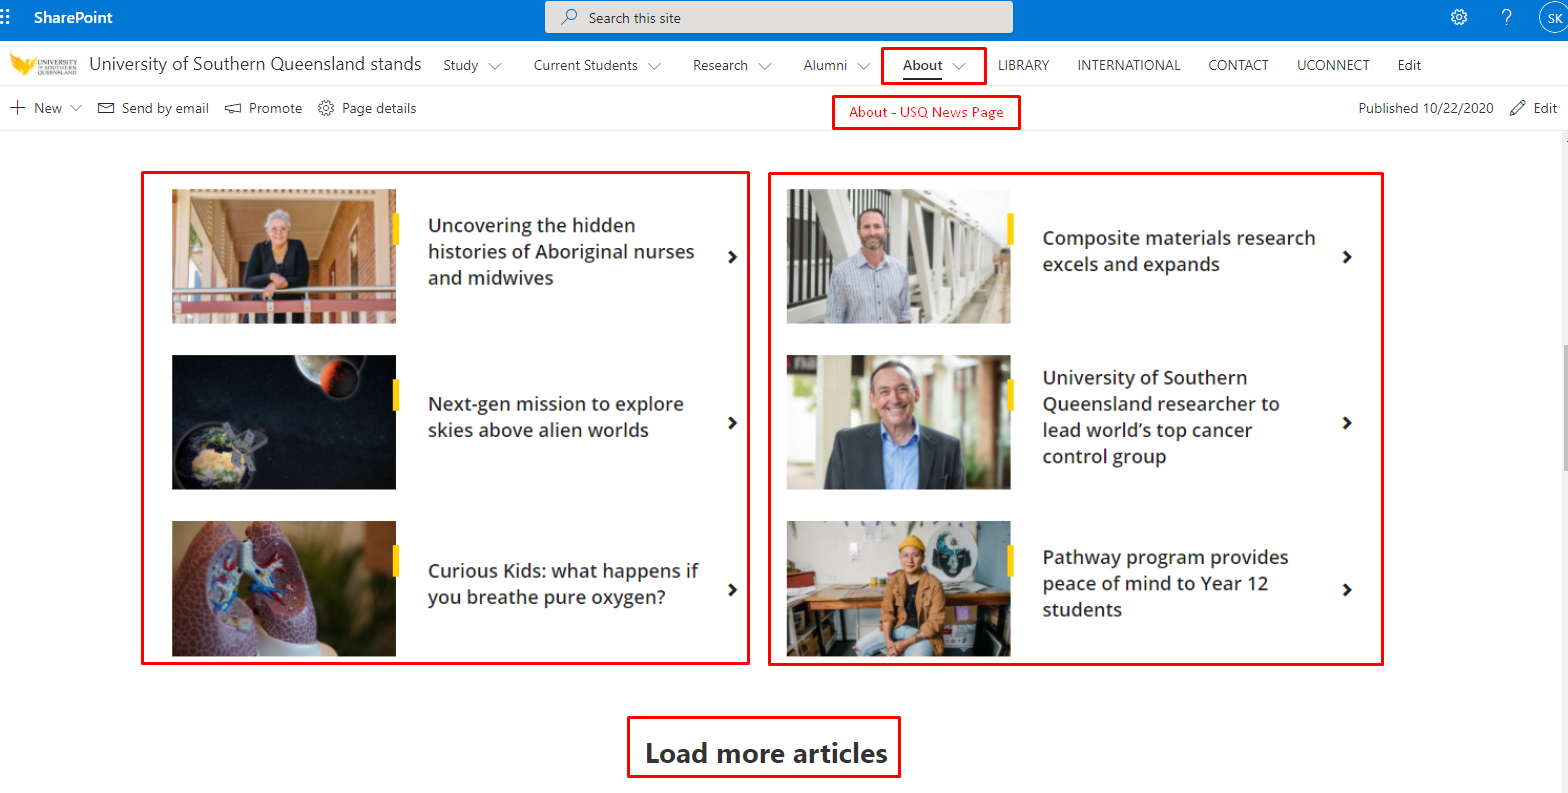 SharePoint
Search this site
SK
UNIVERSITY
OF SOUTHERN
QUEENSLAND
University of Southern Queensland stands
Study
Current Students
Research
Alumni
About
LIBRARY
INTERNATIONAL
CONTACT
UCONNECT
Edit
New
Send by email
Promote
Page details
About - USQ News Page
Published 10/22/2020
Edit
Uncovering the hidden
histories of Aboriginal nurses
and midwives
Next-gen mission to explore
skies above alien worlds
Curious Kids: what happens if
you breathe pure oxygen?
Composite materials research
excels and expands
University of Southern
Queensland researcher to
lead world’s top cancer
control group
Pathway program provides
peace of mind to Year 12
students
Load more articles